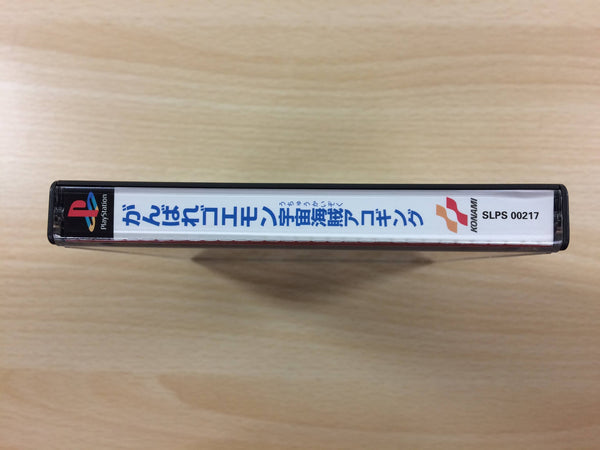 PlayStation
がんばれゴエモン宇宙海賊アコギング
うちゅうかいぞく
KONAMI
SLPS 00217